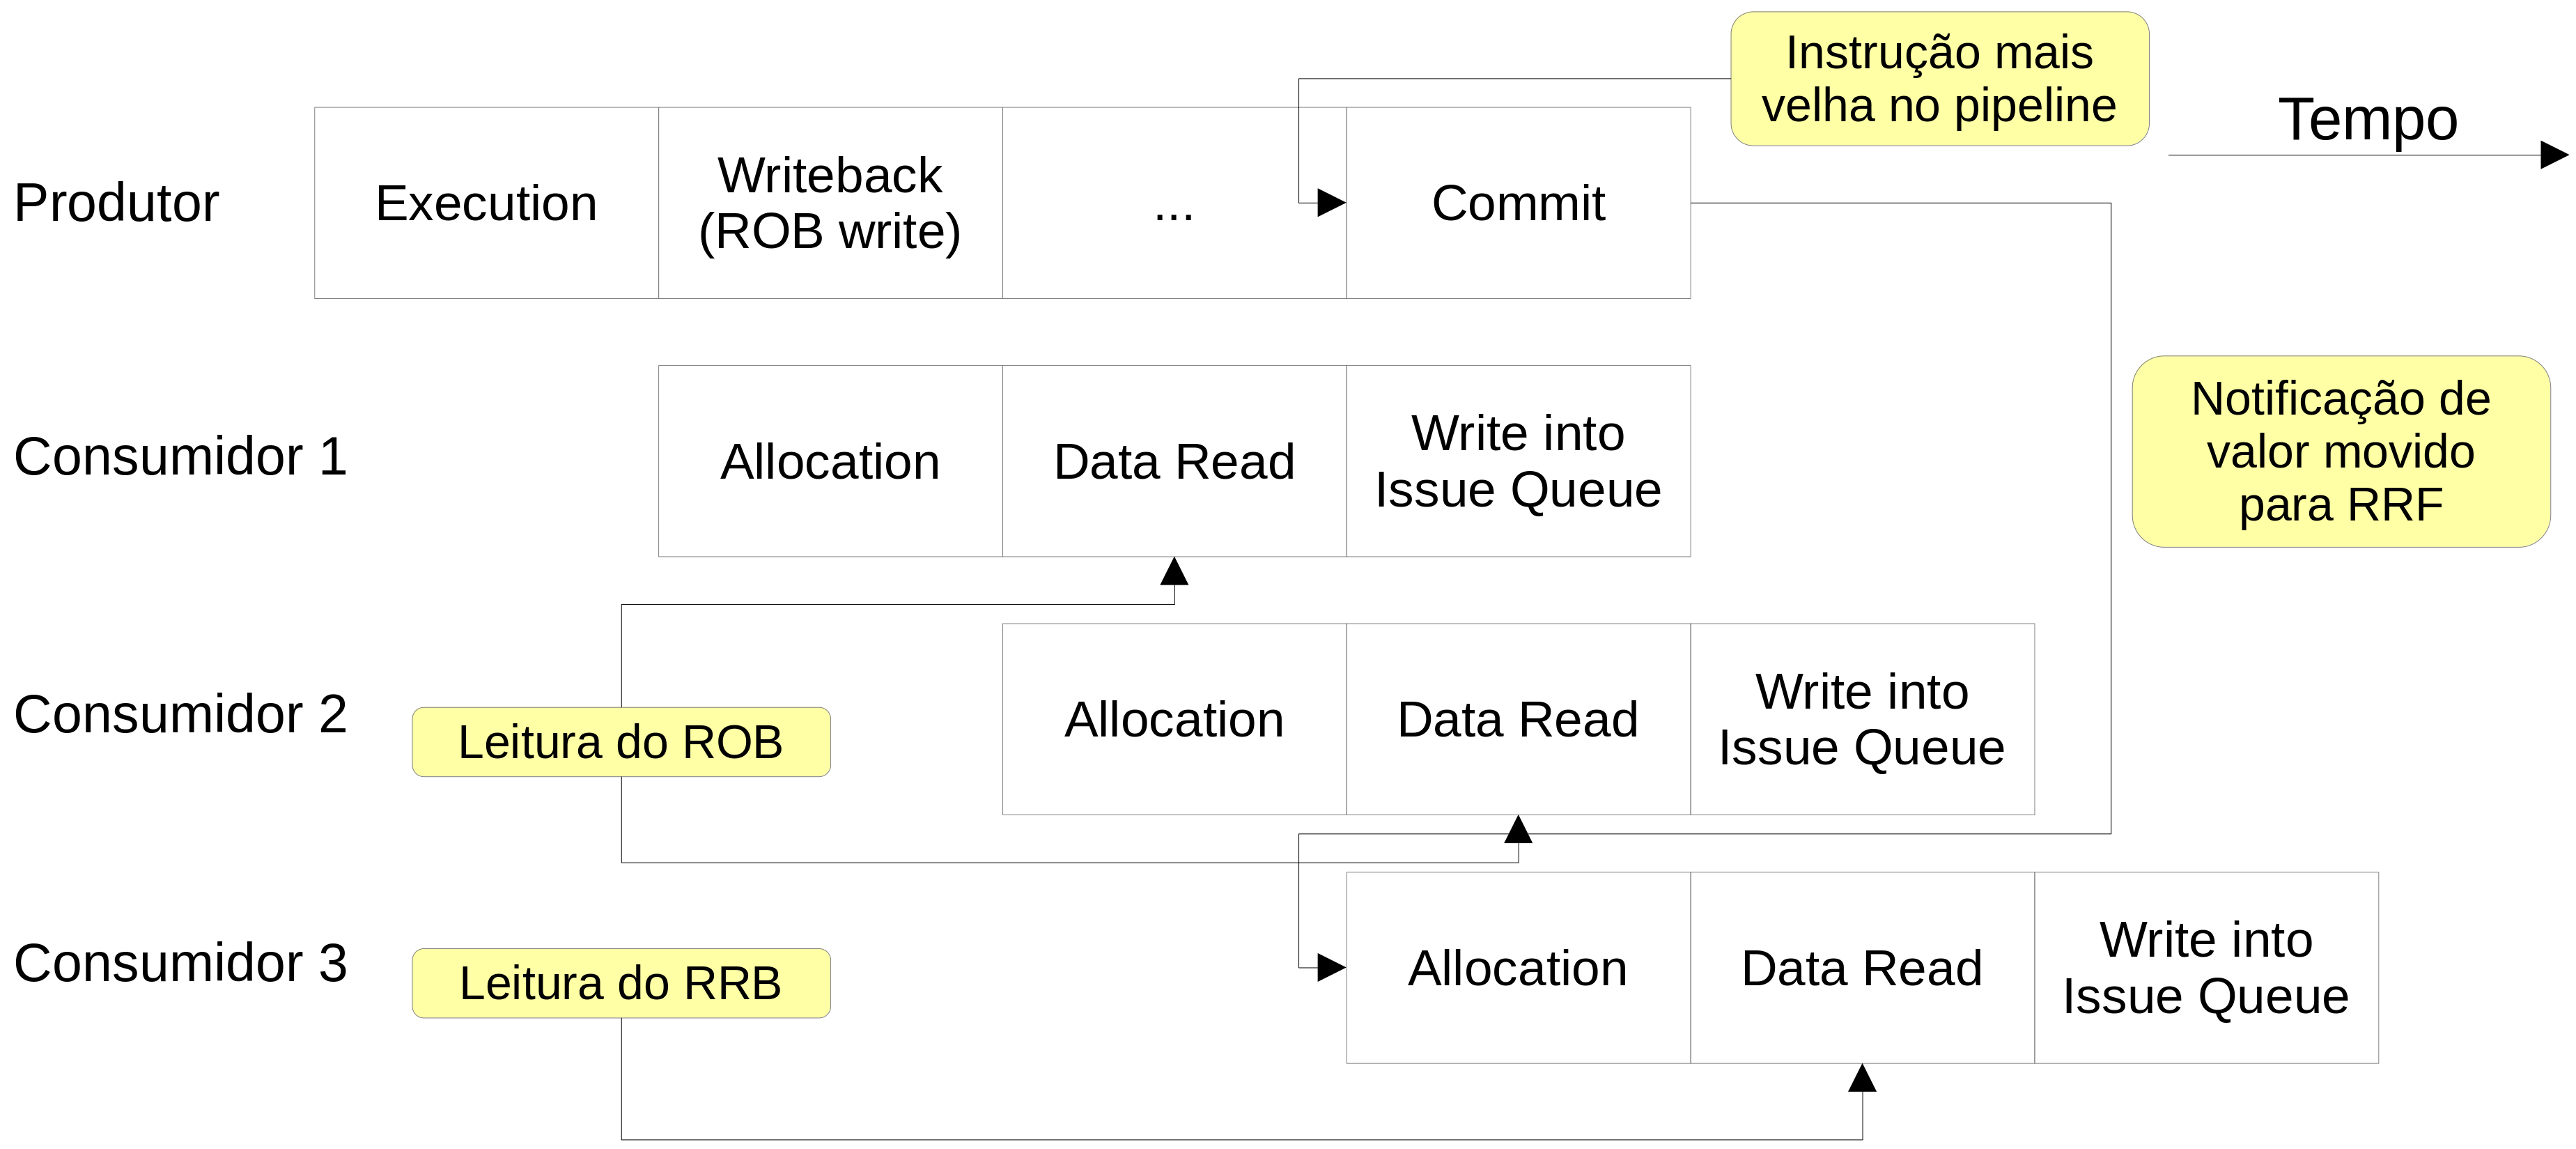 Instrução mais
velha no pipeline
Tempo
Produtor
Execution
Writeback
(ROB write)
...
Commit
Consumidor 1
Allocation
Data Read
Write into
Issue Queue
Notificação de
valor movido
para RRF
Consumidor 2
Leitura do ROB
Allocation
Data Read
Write into
Issue Queue
Consumidor 3
Leitura do RRB
Allocation
Data Read
Write into
Issue Queue